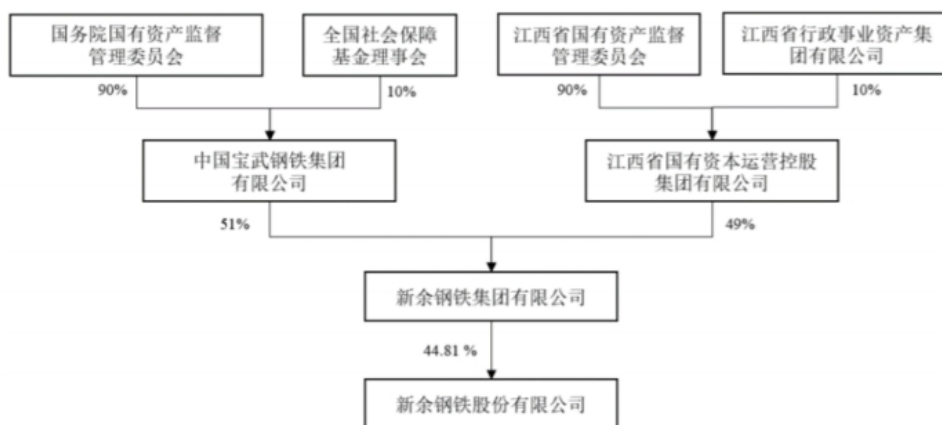 国务院国有资产监督
管理委员会
全国社会保障
基金理事会
江西省国有资产监督
管理委员会
江西省行政事业资产集
团有限公司
90%
10%
90%
10%
中国宝武钢铁集团
有限公司
江西省国有资本运营控股
集团有限公司
51%
49%
新余钢铁集团有限公司
44.81 %
新余钢铁股份有限公司